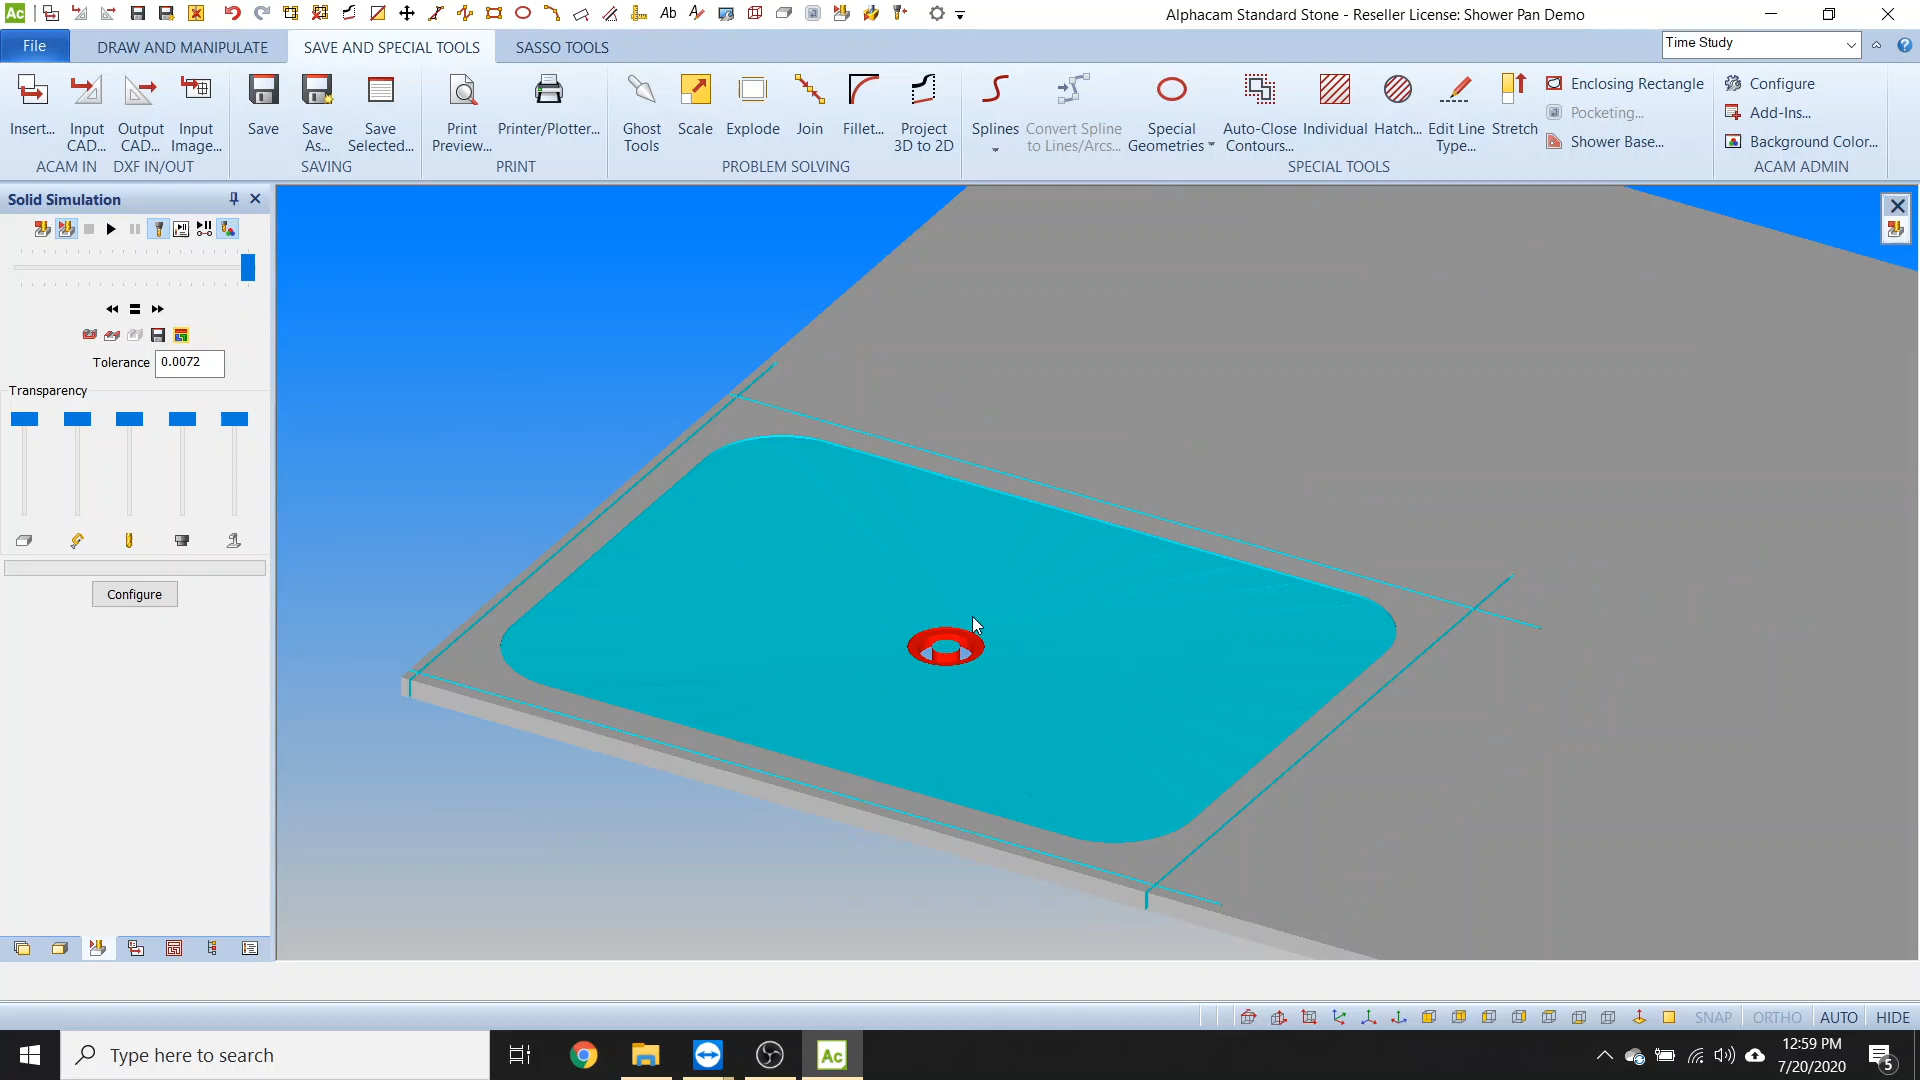 Ac
Ab
Alphacam Standard Stone - Reseller License: Shower Pan Demo
File
DRAW AND MANIPULATE
SAVE AND SPECIAL TOOLS
SASSO TOOLS
Time Study
Insert...
Input
CAD...
Output
CAD...
Input
Image...
Save
Save
As...
Save
Selected...
Print
Preview...
Printer/Plotter...
Ghost
Tools
Scale
Explode
Join
Fillet...
Project
3D to 2D
Splines
Convert Spline
to Lines/Arcs...
Special
Geometries
Auto-Close
Contours...
Individual
Hatch...
Edit Line
Type...
Stretch
Enclosing Rectangle
Pocketing...
Shower Base...
Configure
Add-Ins...
Background Color...
ACAM IN
DXF IN/OUT
SAVING
PRINT
PROBLEM SOLVING
SPECIAL TOOLS
ACAM ADMIN
Solid Simulation
Tolerance
0.0072
Transparency
Configure
SNAP
ORTHO
AUTO
HIDE
Type here to search
Ac
12:59 PM
7/20/2020
5